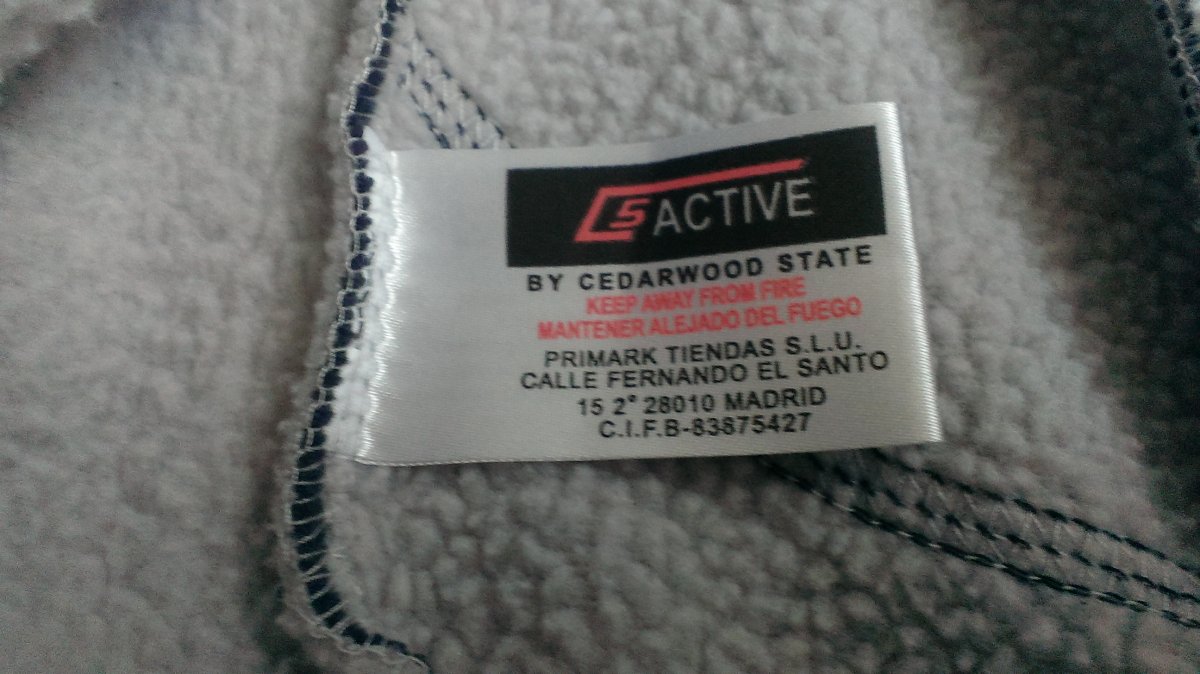 CS ACTIVE
BY CEDARWOOD STATE
KEEP AWAY FROM FIRE
MANTENER ALEJADO DEL FUEGO
PRIMARK TIENDAS S.L.U.
CALLE FERNANDO EL SANTO
15 2° 28010 MADRID
C.I.F.B-83875427